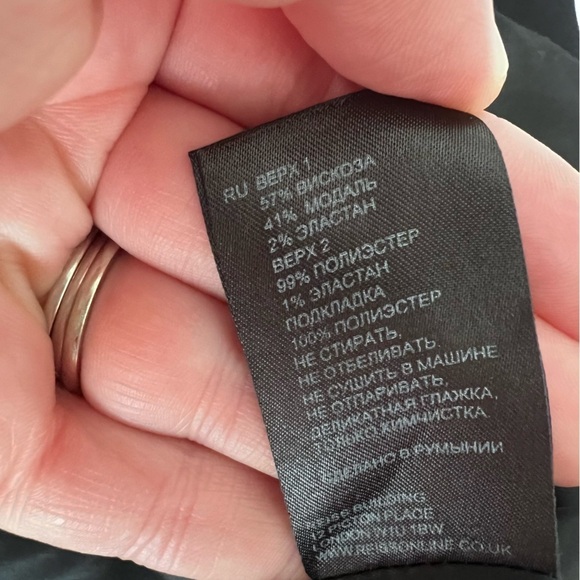 RU ВЕРХ 1
57% ВИСКОЗА
41% МОДАЛЬ
2% ЭЛАСТАН
ВЕРХ 2
99% ПОЛИЭСТЕР
1% ЭЛАСТАН
ПОДКЛАДКА
100% ПОЛИЭСТЕР
НЕ СТИРАТЬ.
НЕ ОТБЕЛИВАТЬ.
НЕ СУШИТЬ В МАШИНЕ
НЕ ОТПАРИВАТЬ.
ДЕЛИКАТНАЯ ГЛАЖКА.
ТОЛЬКО ХИМЧИСТКА.
СДЕЛАНО В РУМЫНИИ
BUILDING
PICTON PLACE
LONDON W1U 1BW
WWW.REISSONLINE.CO.UK